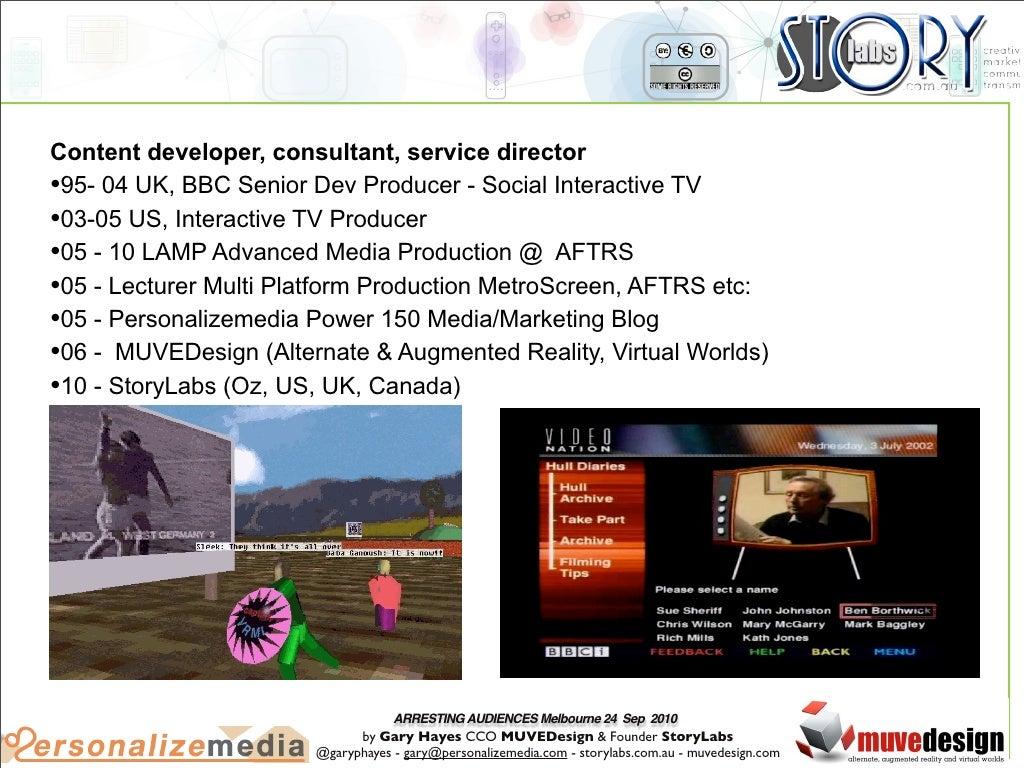 BY:
SOME RIGHTS RESERVED
STORY
labs
.com.au
creativ
market
commu
transm
Content developer, consultant, service director
•95- 04 UK, BBC Senior Dev Producer - Social Interactive TV
•03-05 US, Interactive TV Producer
•05 - 10 LAMP Advanced Media Production @ AFTRS
•05 - Lecturer Multi Platform Production MetroScreen, AFTRS etc:
•05 - Personalizemedia Power 150 Media/Marketing Blog
•06 - MUVEDesign (Alternate & Augmented Reality, Virtual Worlds)
•10 - StoryLabs (Oz, US, UK, Canada)
LAND 4, WEST GERMANY 2
Sleek: They think it's all over
Baba Ganoush: It is now!!
VRML
VIDEO
NATION
Wednesday, 3 July 2002
Hull Diaries
Hull
Archive
Take Part
Archive
Filming
Tips
Please select a name
Sue Sheriff John Johnston Ben Borthwick
Chris Wilson Mary McGarry Mark Baggley
Rich Mills Kath Jones
BBCi FEEDBACK HELP BACK MENU
ARRESTING AUDIENCES Melbourne 24 Sep 2010
by Gary Hayes CCO MUVEDesign & Founder StoryLabs
@garyphayes - gary@personalizemedia.com - storylabs.com.au - muvedesign.com
Personalizemedia
muvedesign
alternate, augmented reality and virtual worlds